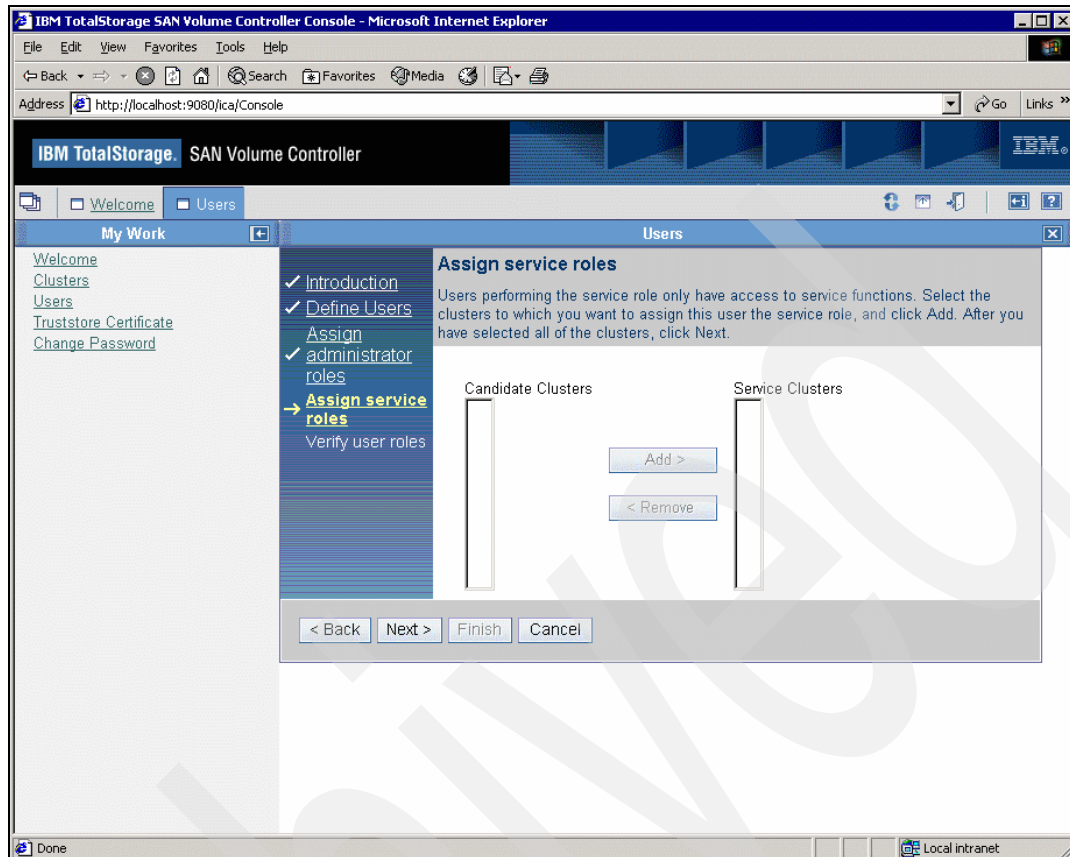 IBM TotalStorage SAN Volume Controller Console - Microsoft Internet Explorer
File Edit View Favorites Tools Help
Back Search Favorites Media
Address http://localhost:9080/ica/Console Go Links »
IBM TotalStorage. SAN Volume Controller IBM®
Welcome Users
My Work
Users
Welcome
Clusters
Users
Truststore Certificate
Change Password
Introduction
Define Users
Assign
administrator
roles
Assign service
roles
Verify user roles
Assign service roles
Users performing the service role only have access to service functions. Select the
clusters to which you want to assign this user the service role, and click Add. After you
have selected all of the clusters, click Next.
Candidate Clusters
Service Clusters
Add >
< Remove
< Back Next > Finish Cancel
Done Local intranet